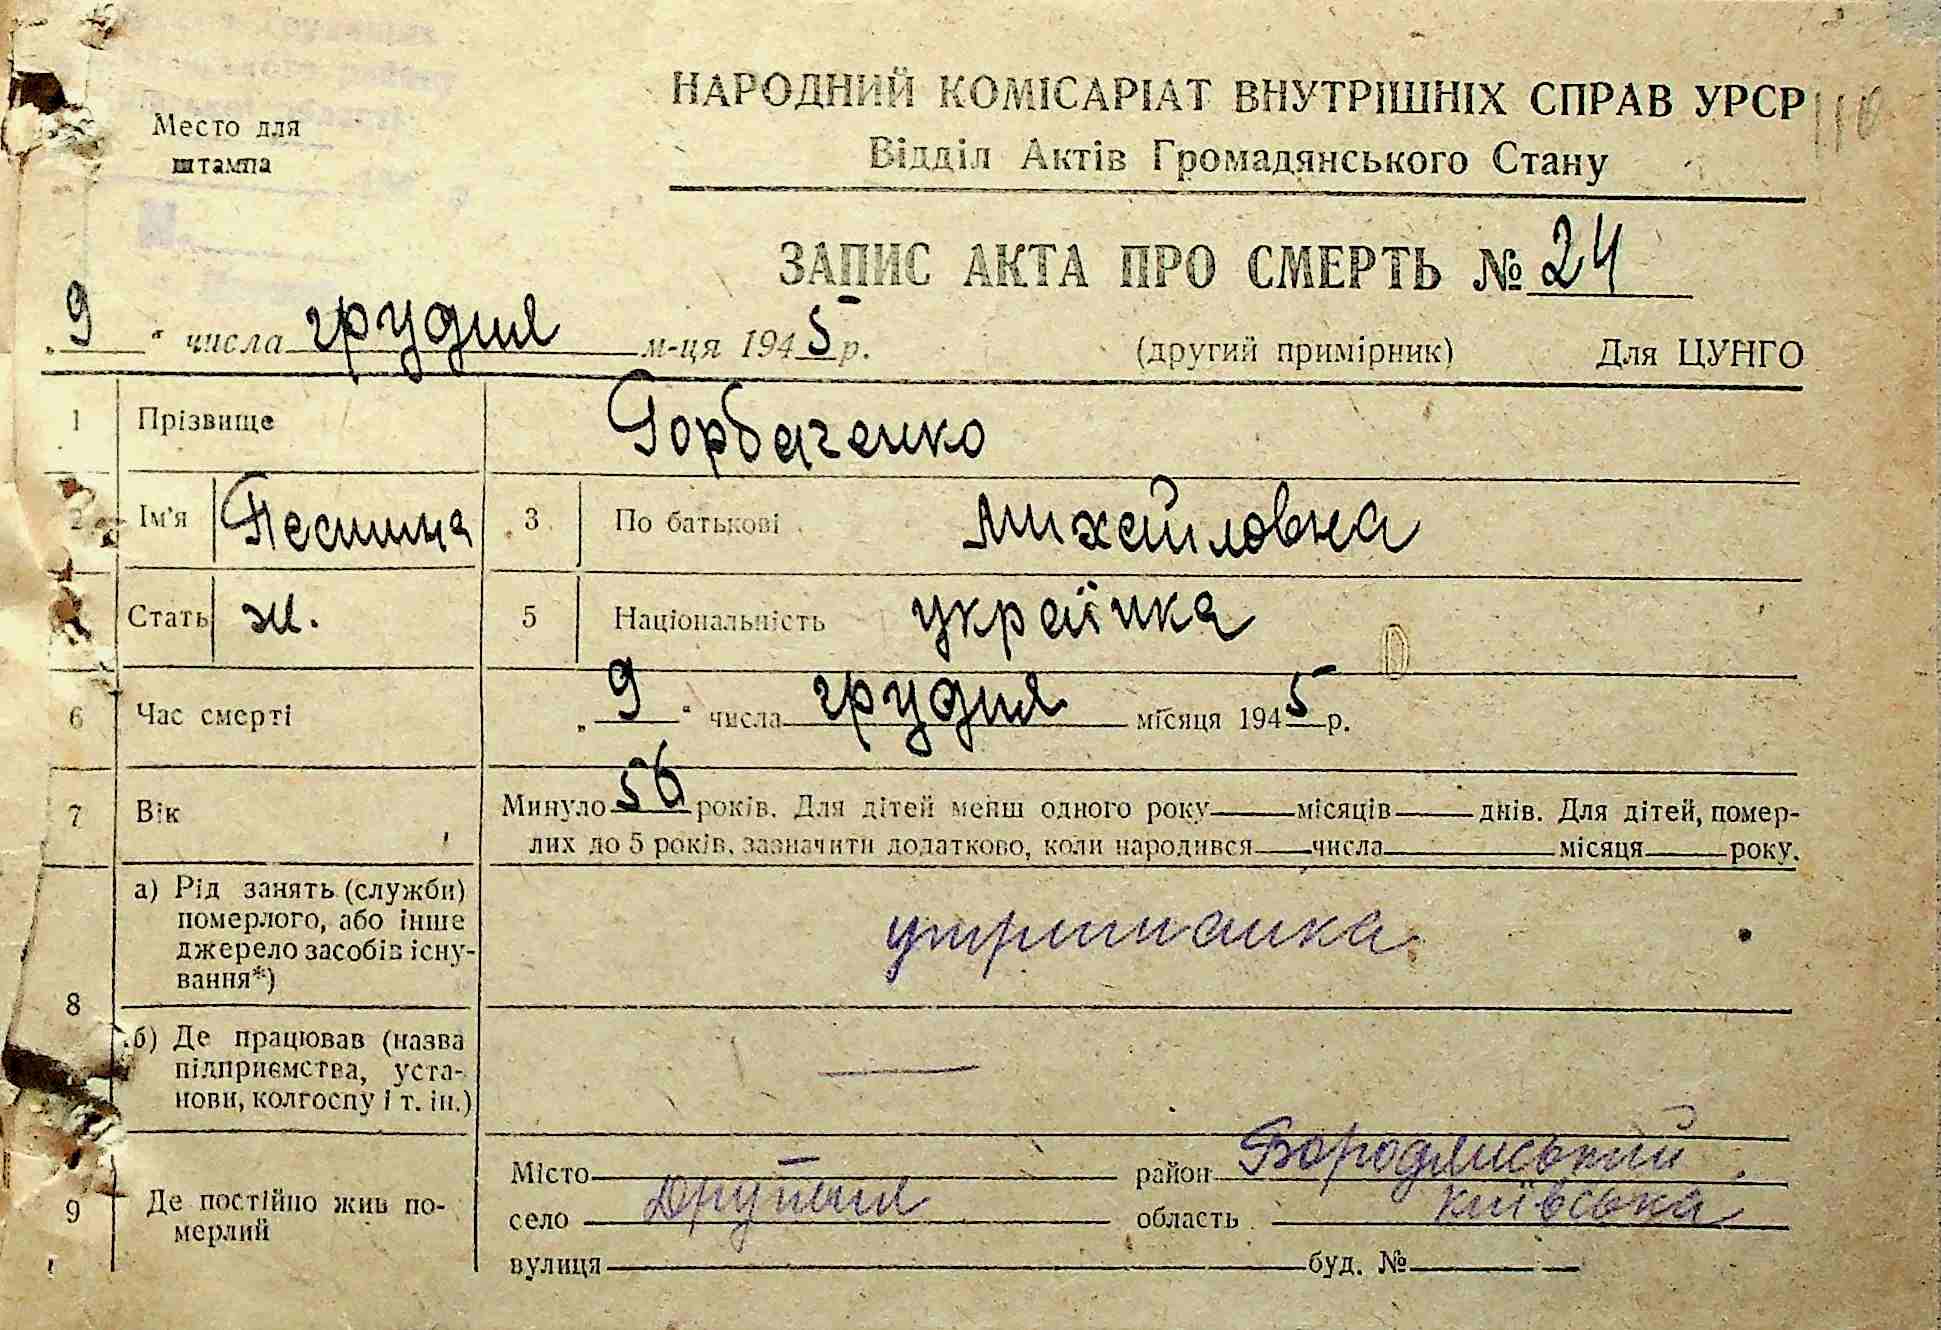 Место для
штампа
НАРОДНИЙ КОМІСАРІАТ ВНУТРІШНІХ СПРАВ УРСР
110
Відділ Актів Громадянського Стану
ЗАПИС АКТА ПРО СМЕРТЬ № 24
„9“ числа грудня м-ця 1945 р.
(другий примірник) Для ЦУНГО
1 Прізвище Горбаченко
2 Ім'я 3 По батькові Михайловна
Стать ж. 5 Національність українка
6 Час смерті „9“ числа грудня місяця 1945 р.
7 Вік Минуло 56 років. Для дітей менш одного року — місяців — днів. Для дітей, помер-
лих до 5 років, зазначити додатково, коли народився — числа — місяця — року.
8 а) Рід занять (служби)
померлого, або інше
джерело засобів існу-
вання*)
утриманка
б) Де працював (назва
підприємства, уста-
нови, колгоспу і т. ін.)
—
9 Де постійно жив по-
мерлий
Місто — район Бородянський
село Друпня область Київська
вулиця — буд. № —